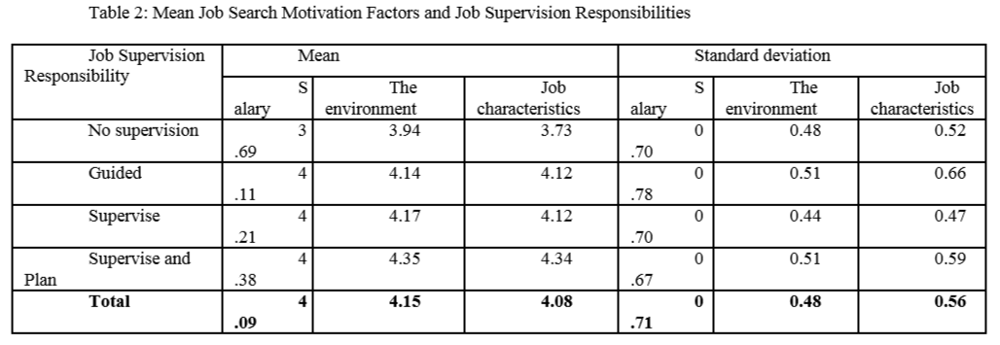 Table 2: Mean Job Search Motivation Factors and Job Supervision Responsibilities
Job Supervision Responsibility Mean Standard deviation
S alary The environment Job characteristics S alary The environment Job characteristics
No supervision 3 .69 3.94 3.73 0 .70 0.48 0.52
Guided 4 .11 4.14 4.12 0 .78 0.51 0.66
Supervise 4 .21 4.17 4.12 0 .70 0.44 0.47
Supervise and Plan 4 .38 4.35 4.34 0 .67 0.51 0.59
Total 4 .09 4.15 4.08 0 .71 0.48 0.56